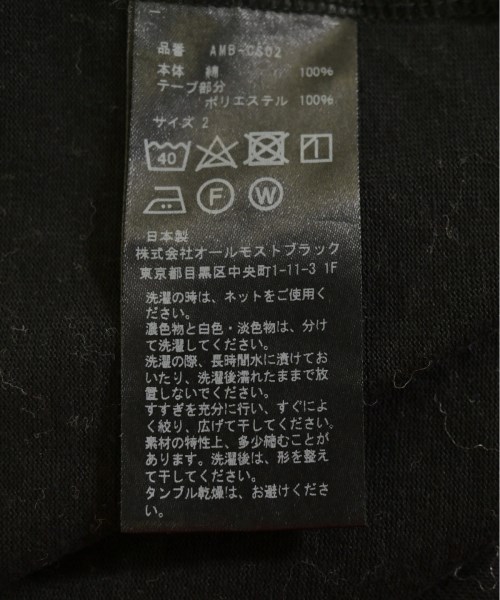 品番 AMB-CS02
本体 綿 100%
テープ部分
ポリエステル 100%
サイズ 2
40
F W
日本製
株式会社オールモストブラック
東京都目黒区中央町1-11-3 1F
洗濯の時は、ネットをご使用く
ださい。
濃色物と白色・淡色物は、分け
て洗濯してください。
洗濯の際、長時間水に漬けてお
いたり、洗濯後濡れたままで放
置しないでください。
すすぎを充分に行い、すぐによ
く絞り、広げて干してください。
素材の特性上、多少縮むことが
あります。洗濯後は、形を整え
て干してください。
タンブル乾燥は、お避けくださ
い。